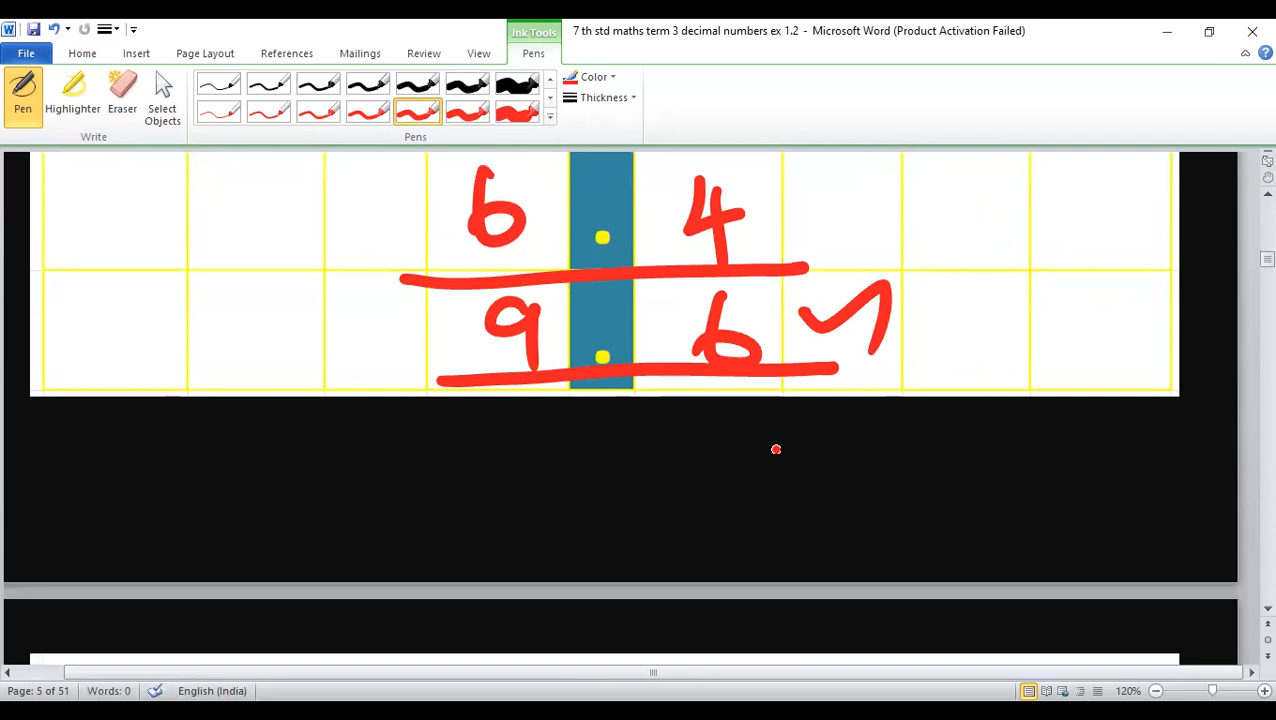 7 th std maths term 3 decimal numbers ex 1.2 - Microsoft Word (Product Activation Failed)
Ink Tools
File Home Insert Page Layout References Mailings Review View Pens
Pen Highlighter Eraser Select Objects
Color
Thickness
Write Pens
6 . 4
9 . 6
Page: 5 of 51 Words: 0 English (India) 120%